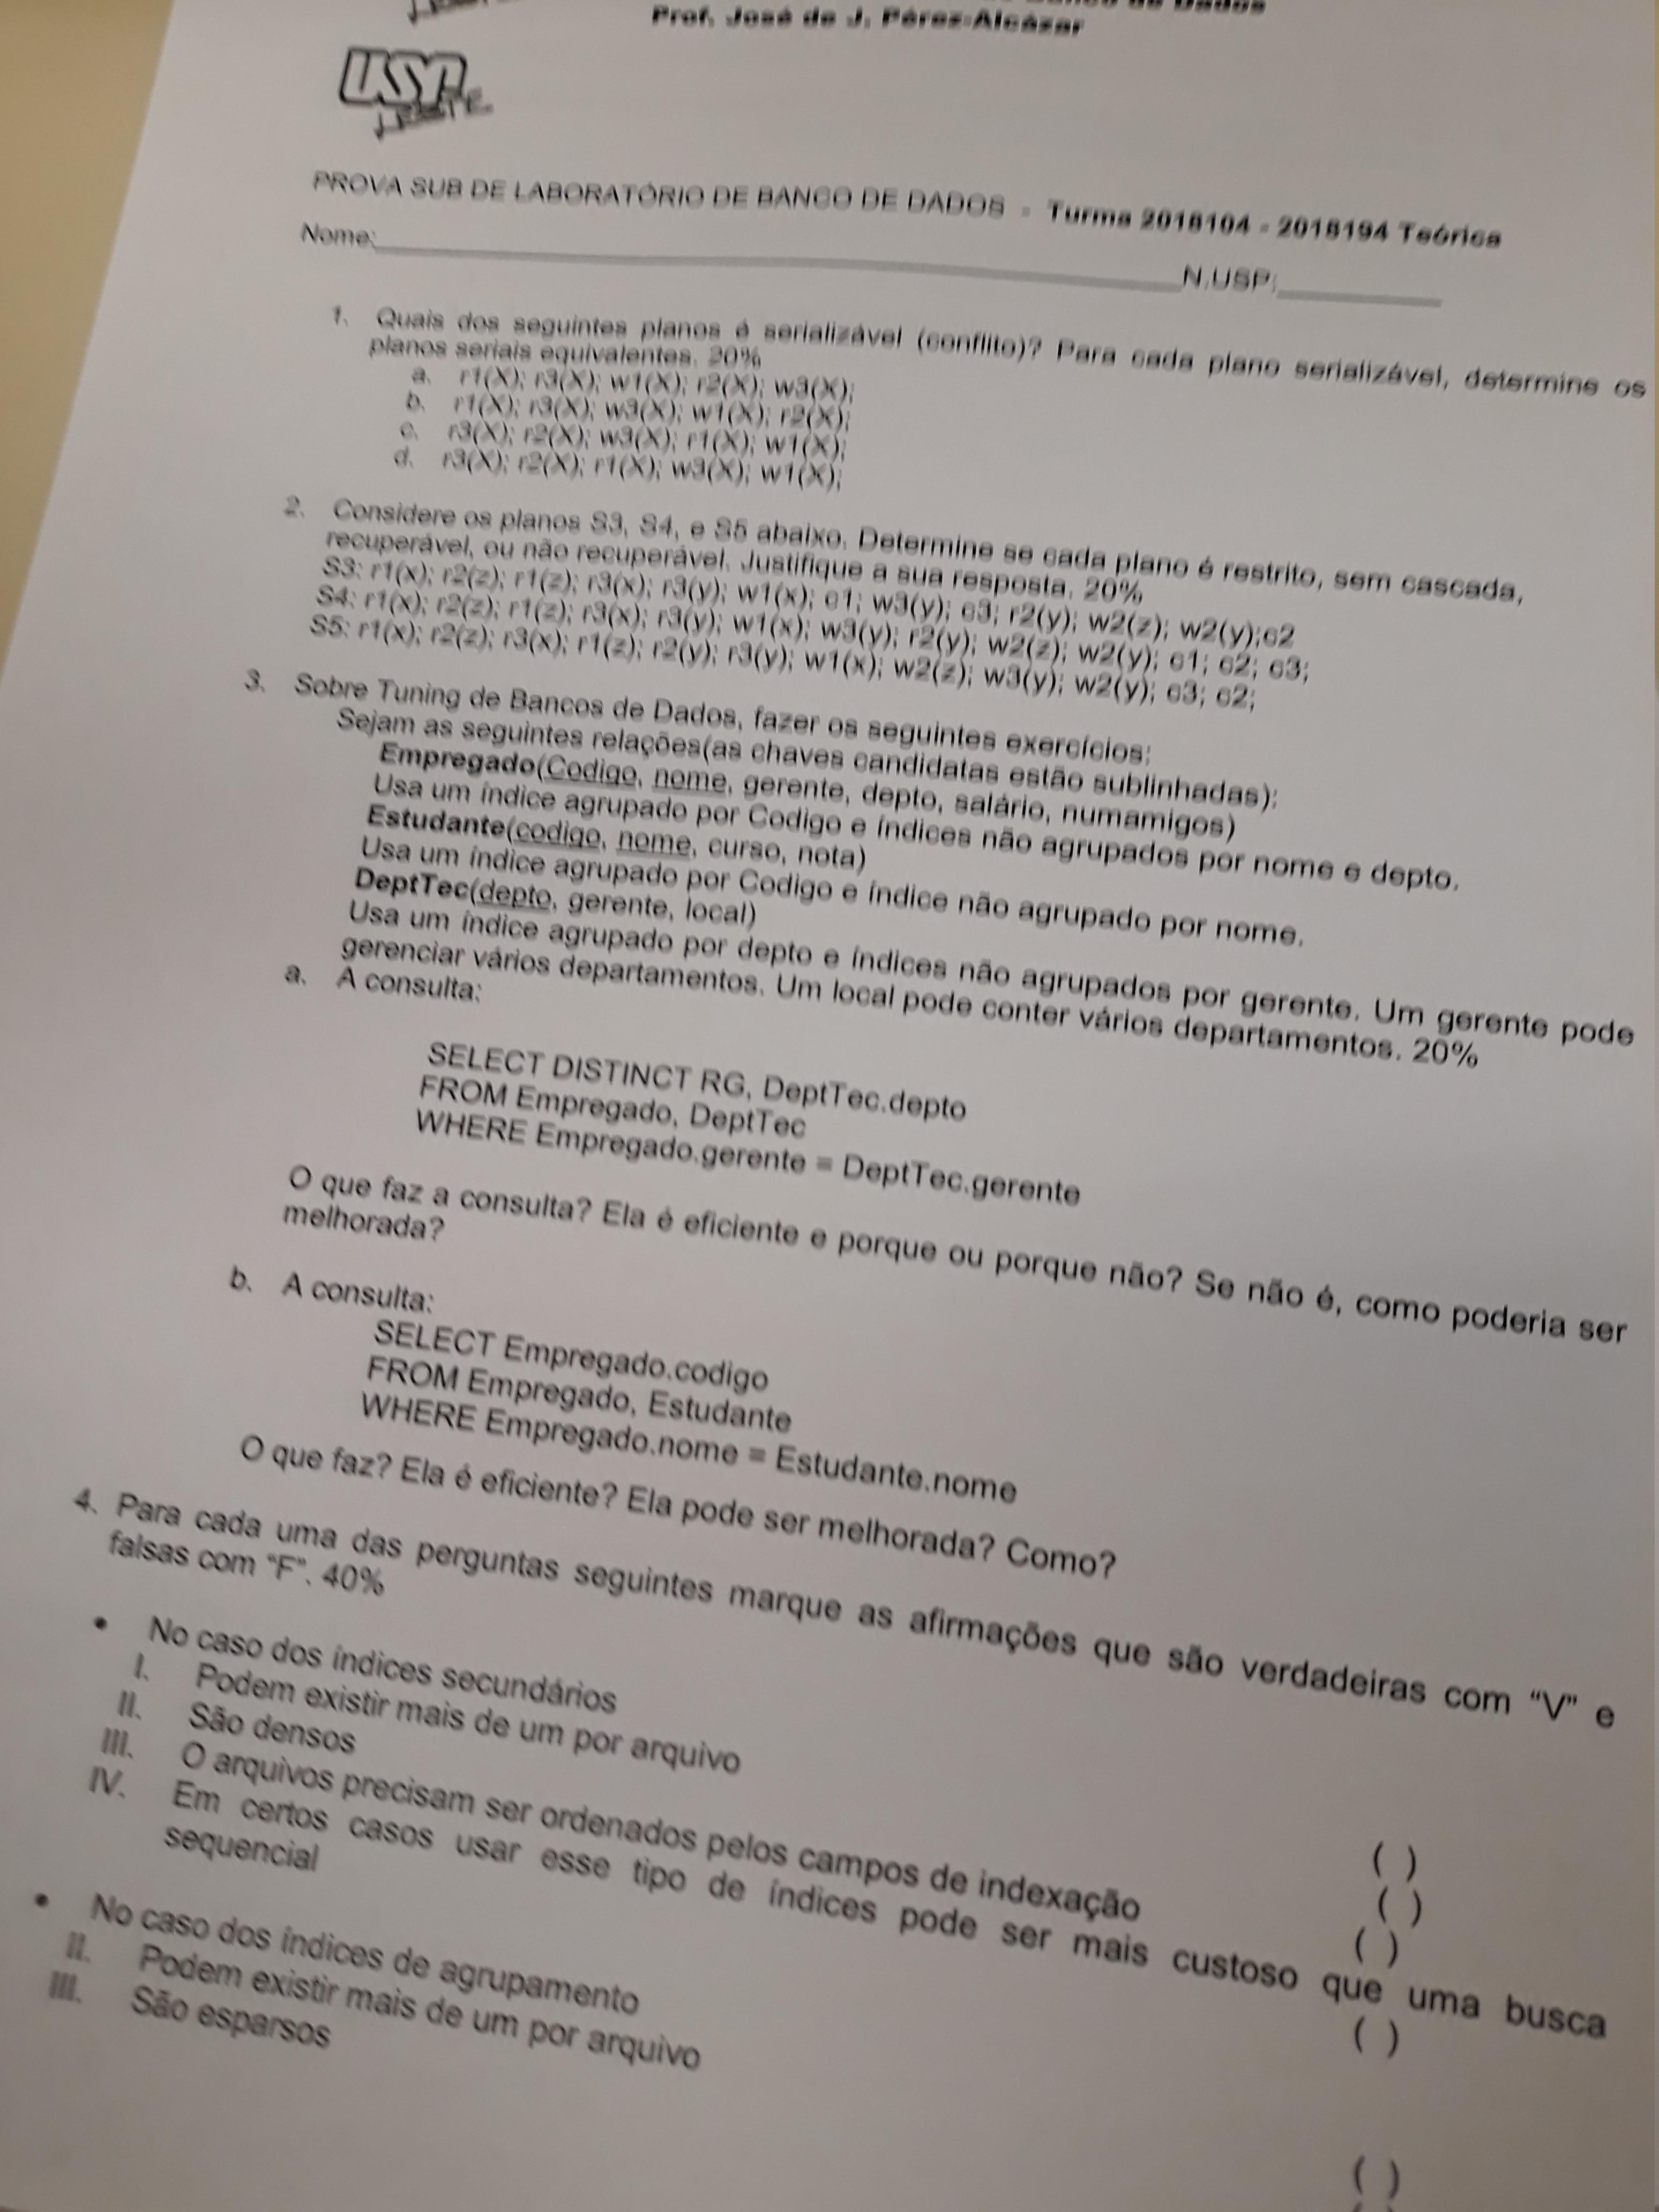 Banco de Dados
Prof. José de J. Pérez-Alcázar
USP
LESTE
PROVA SUB DE LABORATÓRIO DE BANCO DE DADOS - Turma 2018104 - 2018194 Teórica
Nome: N.USP:
1. Quais dos seguintes planos é serializável (conflito)? Para cada plano serializável, determine os
planos seriais equivalentes. 20%
a. r1(X); r3(X); w1(X); r2(X); w3(X);
b. r1(X); r3(X); w3(X); w1(X); r2(X);
c. r3(X); r2(X); w3(X); r1(X); w1(X);
d. r3(X); r2(X); r1(X); w3(X); w1(X);
2. Considere os planos S3, S4, e S5 abaixo. Determine se cada plano é restrito, sem cascada,
recuperável, ou não recuperável. Justifique a sua resposta. 20%
S3: r1(x); r2(z); r1(z); r3(x); r3(y); w1(x); c1; w3(y); c3; r2(y); w2(z); w2(y);c2
S4: r1(x); r2(z); r1(z); r3(x); r3(y); w1(x); w3(y); r2(y); w2(z); w2(y); c1; c2; c3;
S5: r1(x); r2(z); r3(x); r1(z); r2(y); r3(y); w1(x); w2(z); w3(y); w2(y); c3; c2;
3. Sobre Tuning de Bancos de Dados, fazer os seguintes exercícios:
Sejam as seguintes relações(as chaves candidatas estão sublinhadas):
Empregado(Codigo, nome, gerente, depto, salário, numamigos)
Usa um índice agrupado por Codigo e índices não agrupados por nome e depto.
Estudante(codigo, nome, curso, nota)
Usa um índice agrupado por Codigo e índice não agrupado por nome.
DeptTec(depto, gerente, local)
Usa um índice agrupado por depto e índices não agrupados por gerente. Um gerente pode
gerenciar vários departamentos. Um local pode conter vários departamentos. 20%
a. A consulta:
SELECT DISTINCT RG, DeptTec.depto
FROM Empregado, DeptTec
WHERE Empregado.gerente = DeptTec.gerente
O que faz a consulta? Ela é eficiente e porque ou porque não? Se não é, como poderia ser
melhorada?
b. A consulta:
SELECT Empregado.codigo
FROM Empregado, Estudante
WHERE Empregado.nome = Estudante.nome
O que faz? Ela é eficiente? Ela pode ser melhorada? Como?
4. Para cada uma das perguntas seguintes marque as afirmações que são verdadeiras com “V” e
falsas com “F”. 40%
• No caso dos índices secundários
I. Podem existir mais de um por arquivo ( )
II. São densos ( )
III. O arquivos precisam ser ordenados pelos campos de indexação ( )
IV. Em certos casos usar esse tipo de índices pode ser mais custoso que uma busca
sequencial ( )
• No caso dos índices de agrupamento
II. Podem existir mais de um por arquivo ( )
III. São esparsos